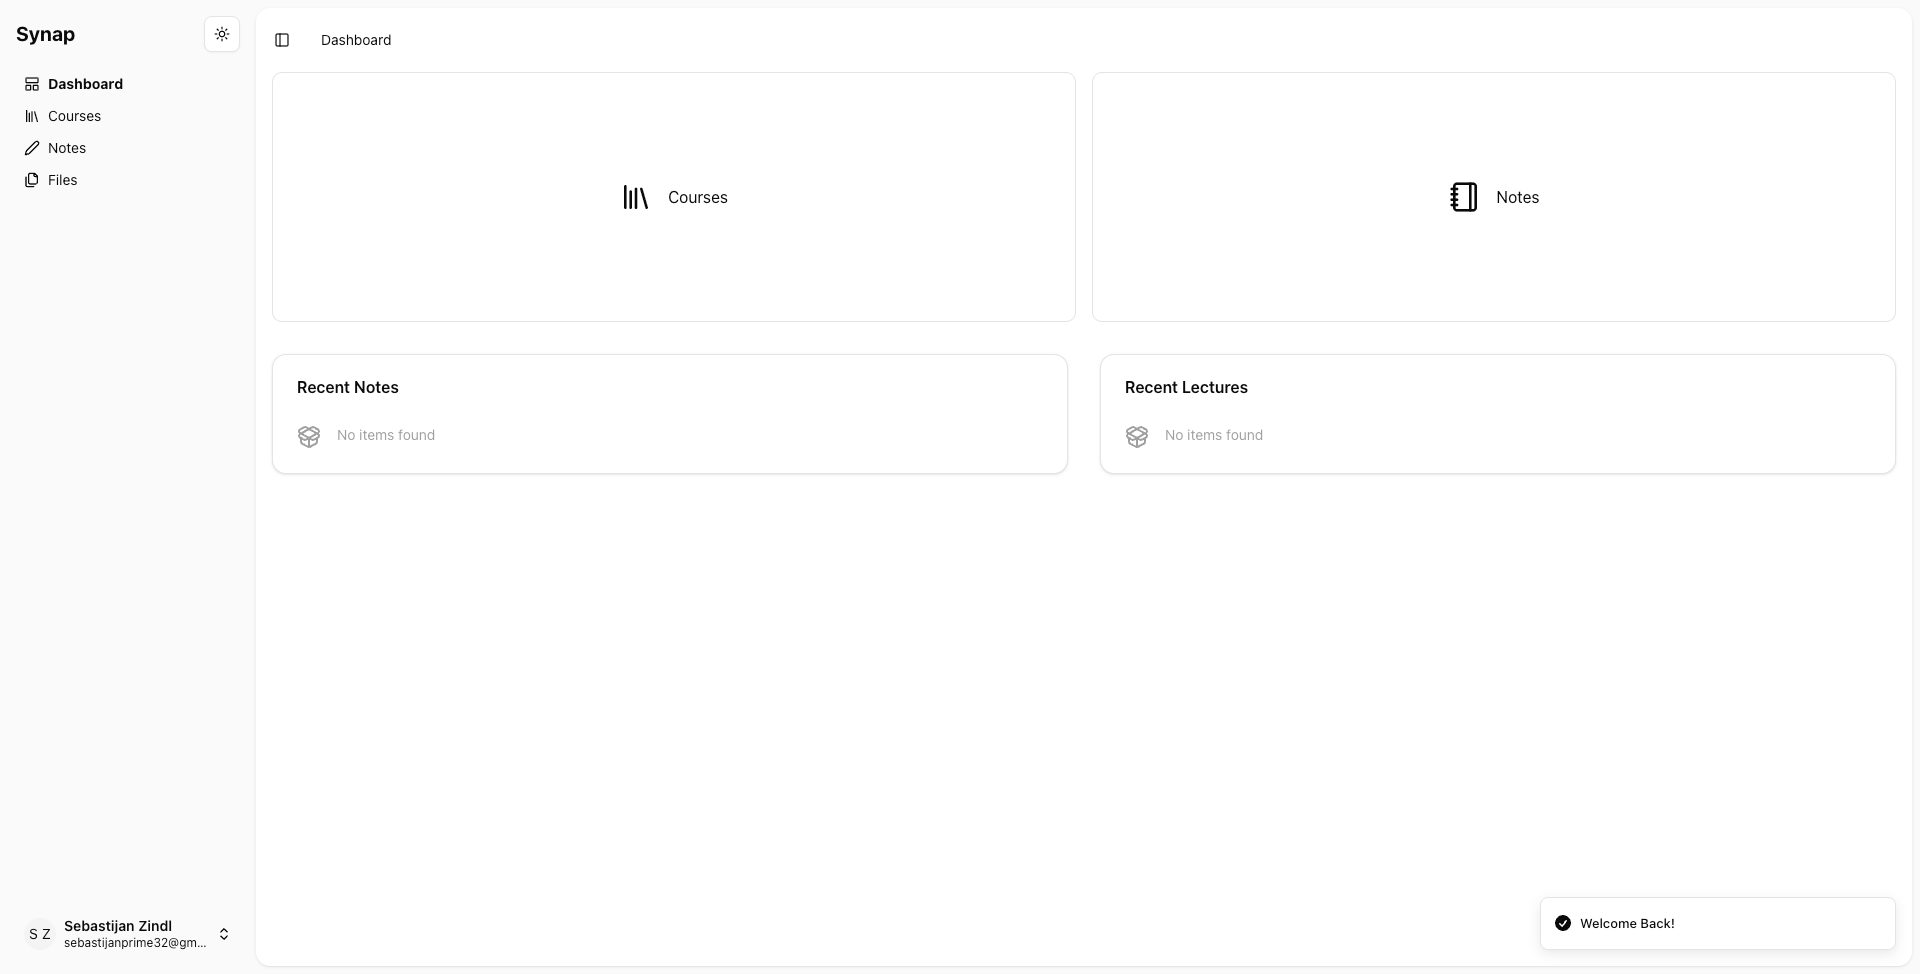 Synap
Dashboard
Courses
Notes
Files
Dashboard
Courses
Notes
Recent Notes
No items found
Recent Lectures
No items found
S Z
Sebastijan Zindl
sebastijanprime32@gm...
Welcome Back!